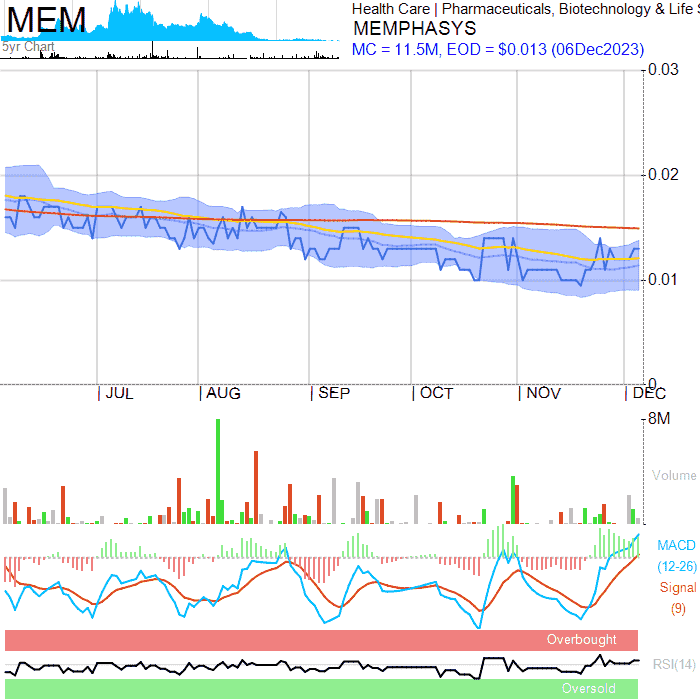 MEM
5yr Chart
Health Care | Pharmaceuticals, Biotechnology & Life S
MEMPHASYS
MC = 11.5M, EOD = $0.013 (06Dec2023)
0.03
0.02
0.01
0
JUL AUG SEP OCT NOV DEC
8M
Volume
MACD
(12-26)
Signal
(9)
Overbought
RSI(14)
Oversold